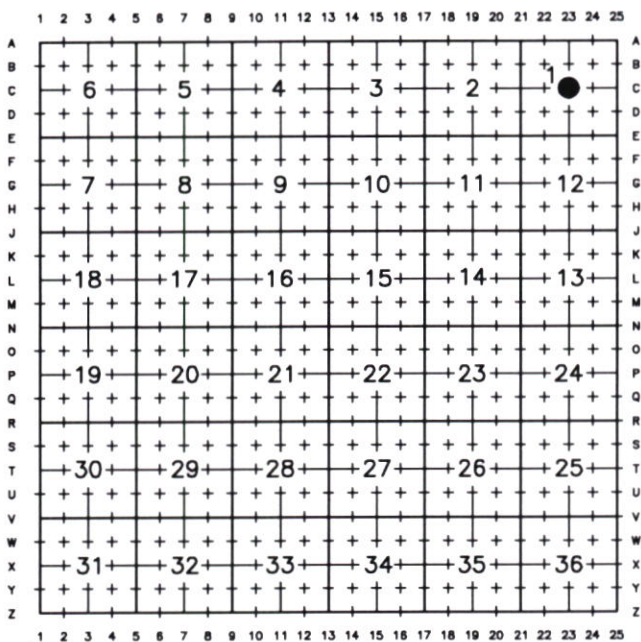 1 2 3 4 5 6 7 8 9 10 11 12 13 14 15 16 17 18 19 20 21 22 23 24 25
A A
B B
1
C 6 5 4 3 2 C
D D
E E
F F
G 7 8 9 10 11 12 G
H H
J J
K K
L 18 17 16 15 14 13 L
M M
N N
O O
P 19 20 21 22 23 24 P
Q Q
R R
S S
T 30 29 28 27 26 25 T
U U
V V
W W
X 31 32 33 34 35 36 X
Y Y
Z Z
1 2 3 4 5 6 7 8 9 10 11 12 13 14 15 16 17 18 19 20 21 22 23 24 25